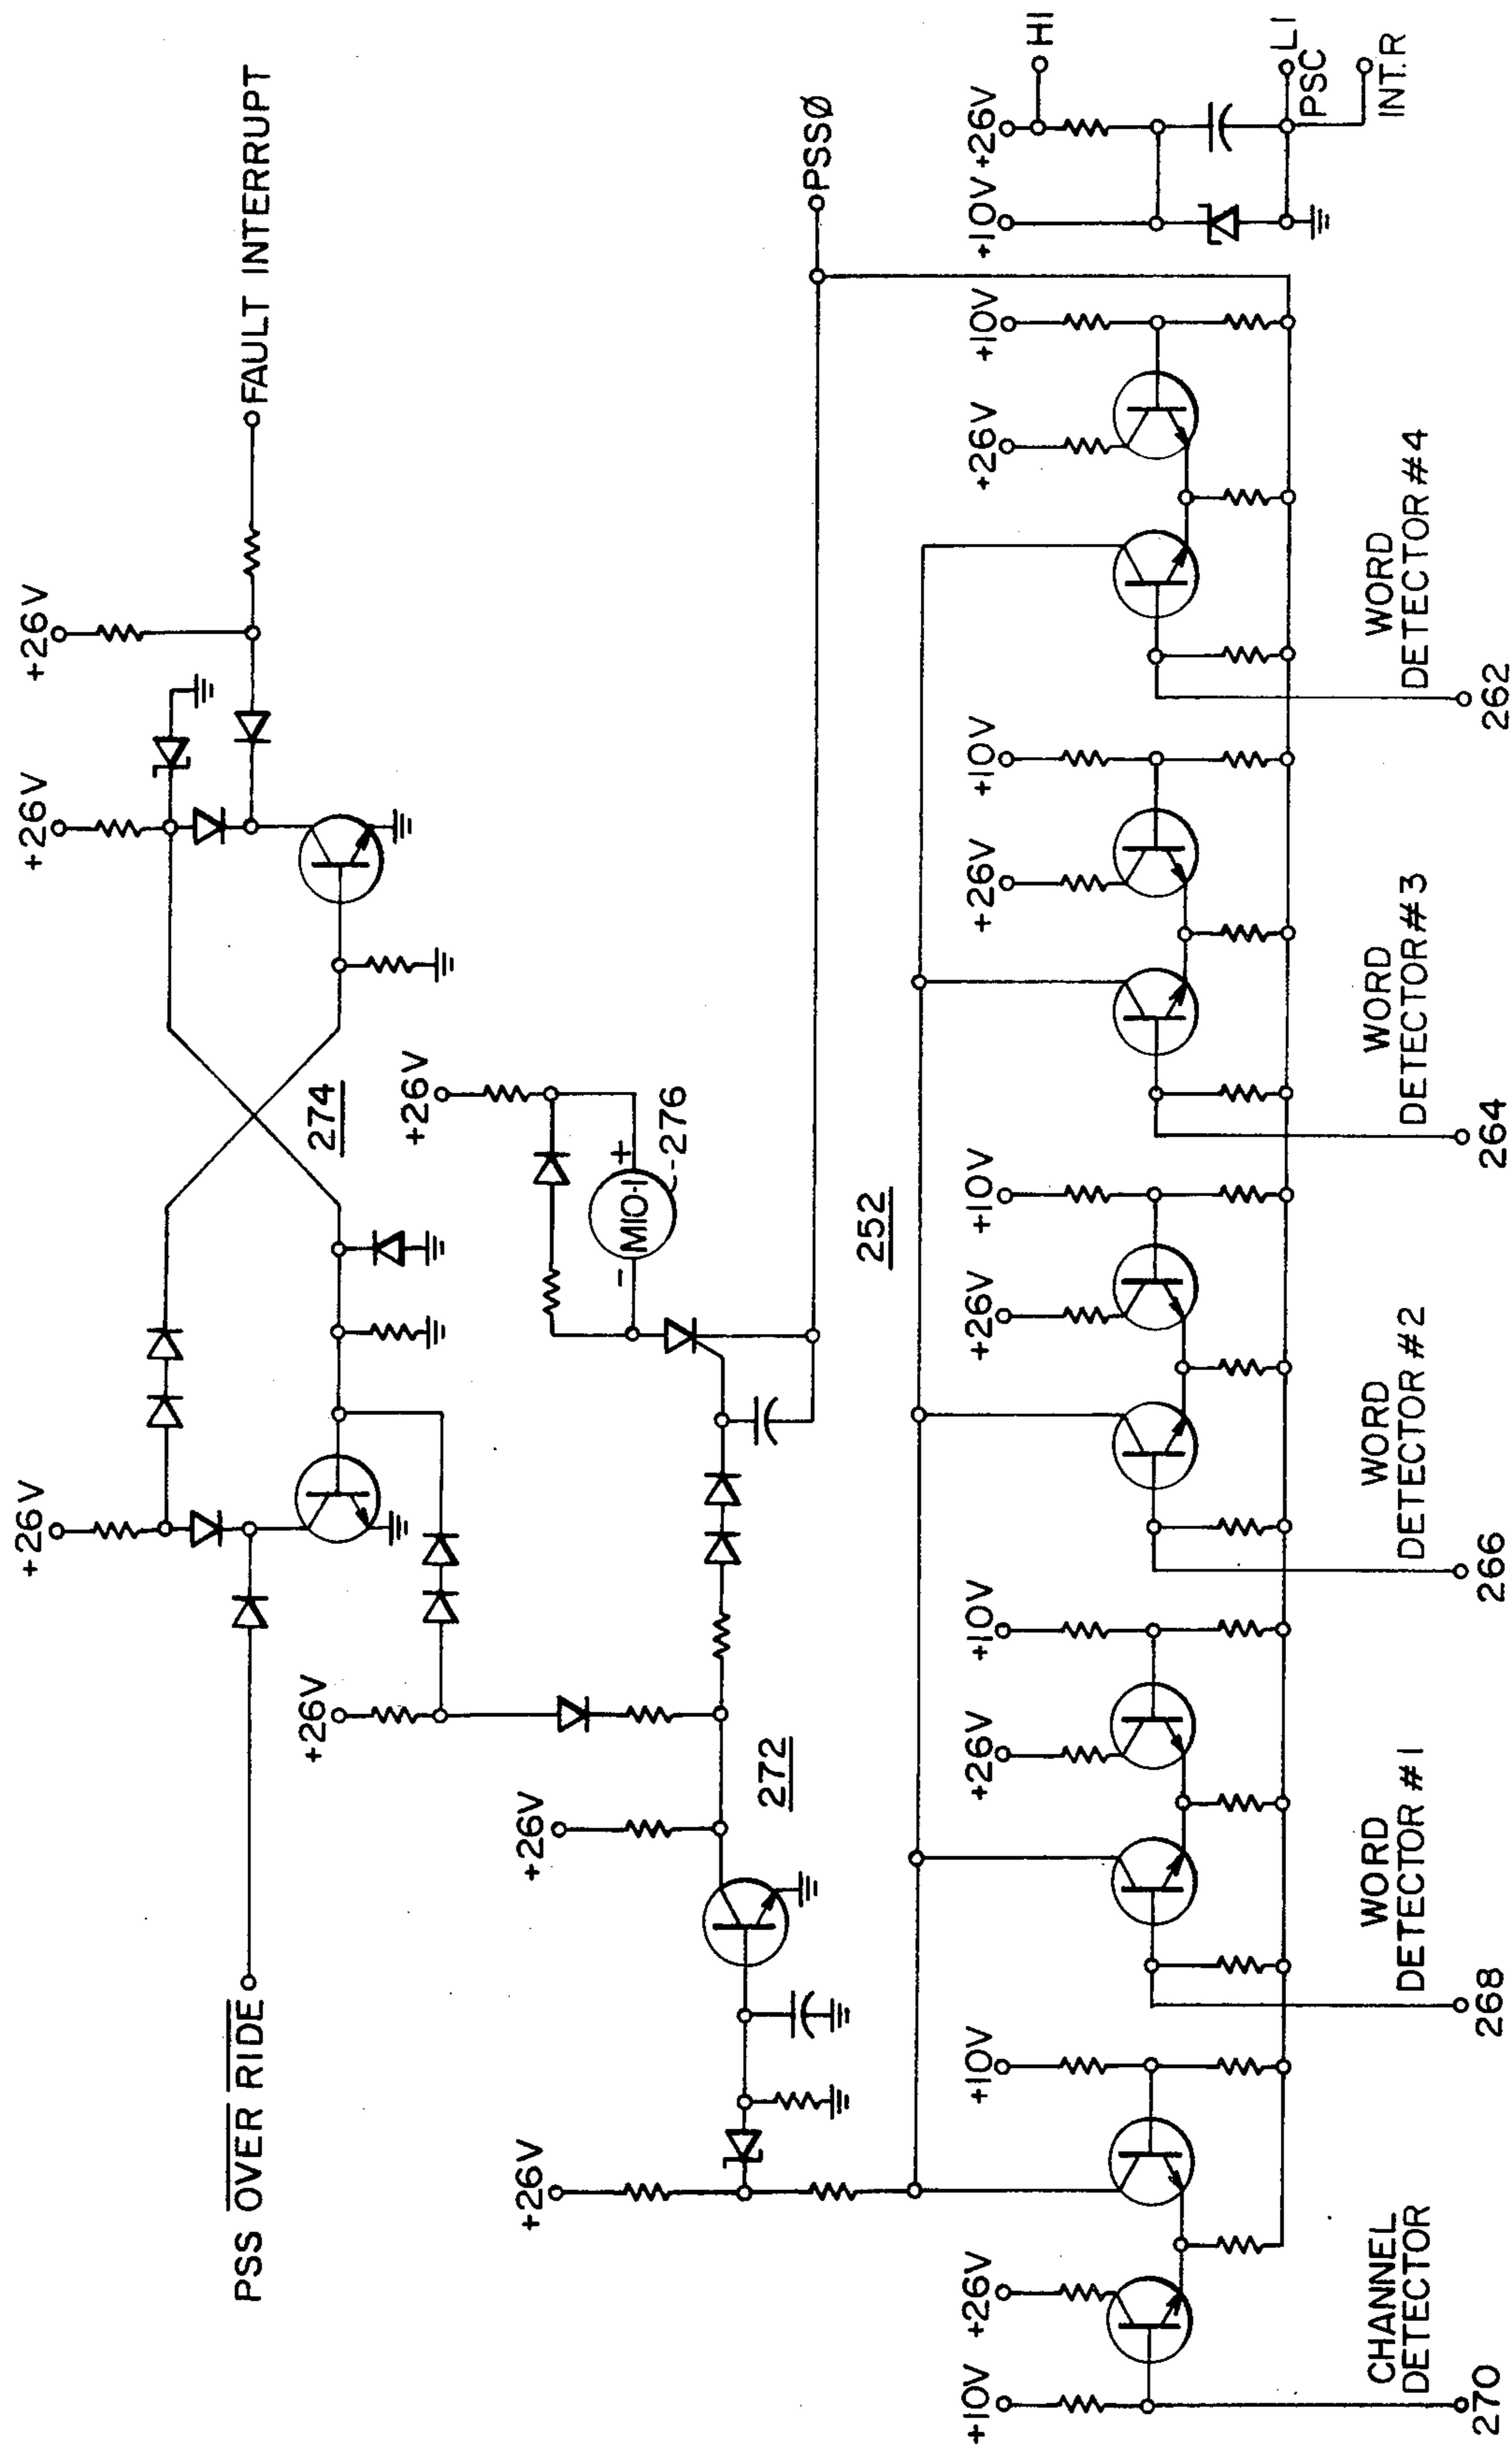 +26V
+26V
+26V
PSS OVER RIDE
FAULT INTERRUPT
+26V
274
+26V
+26V
+26V
- M10-1 +
276
272
PSSØ
252
+10V
+26V
+10V
+26V
+10V
+26V
+10V
+26V
+10V
+26V
+10V
+10V
+26V
HI
LI
PSC
INT.R
CHANNEL
DETECTOR
WORD
DETECTOR #1
WORD
DETECTOR #2
WORD
DETECTOR #3
WORD
DETECTOR #4
270
268
266
264
262